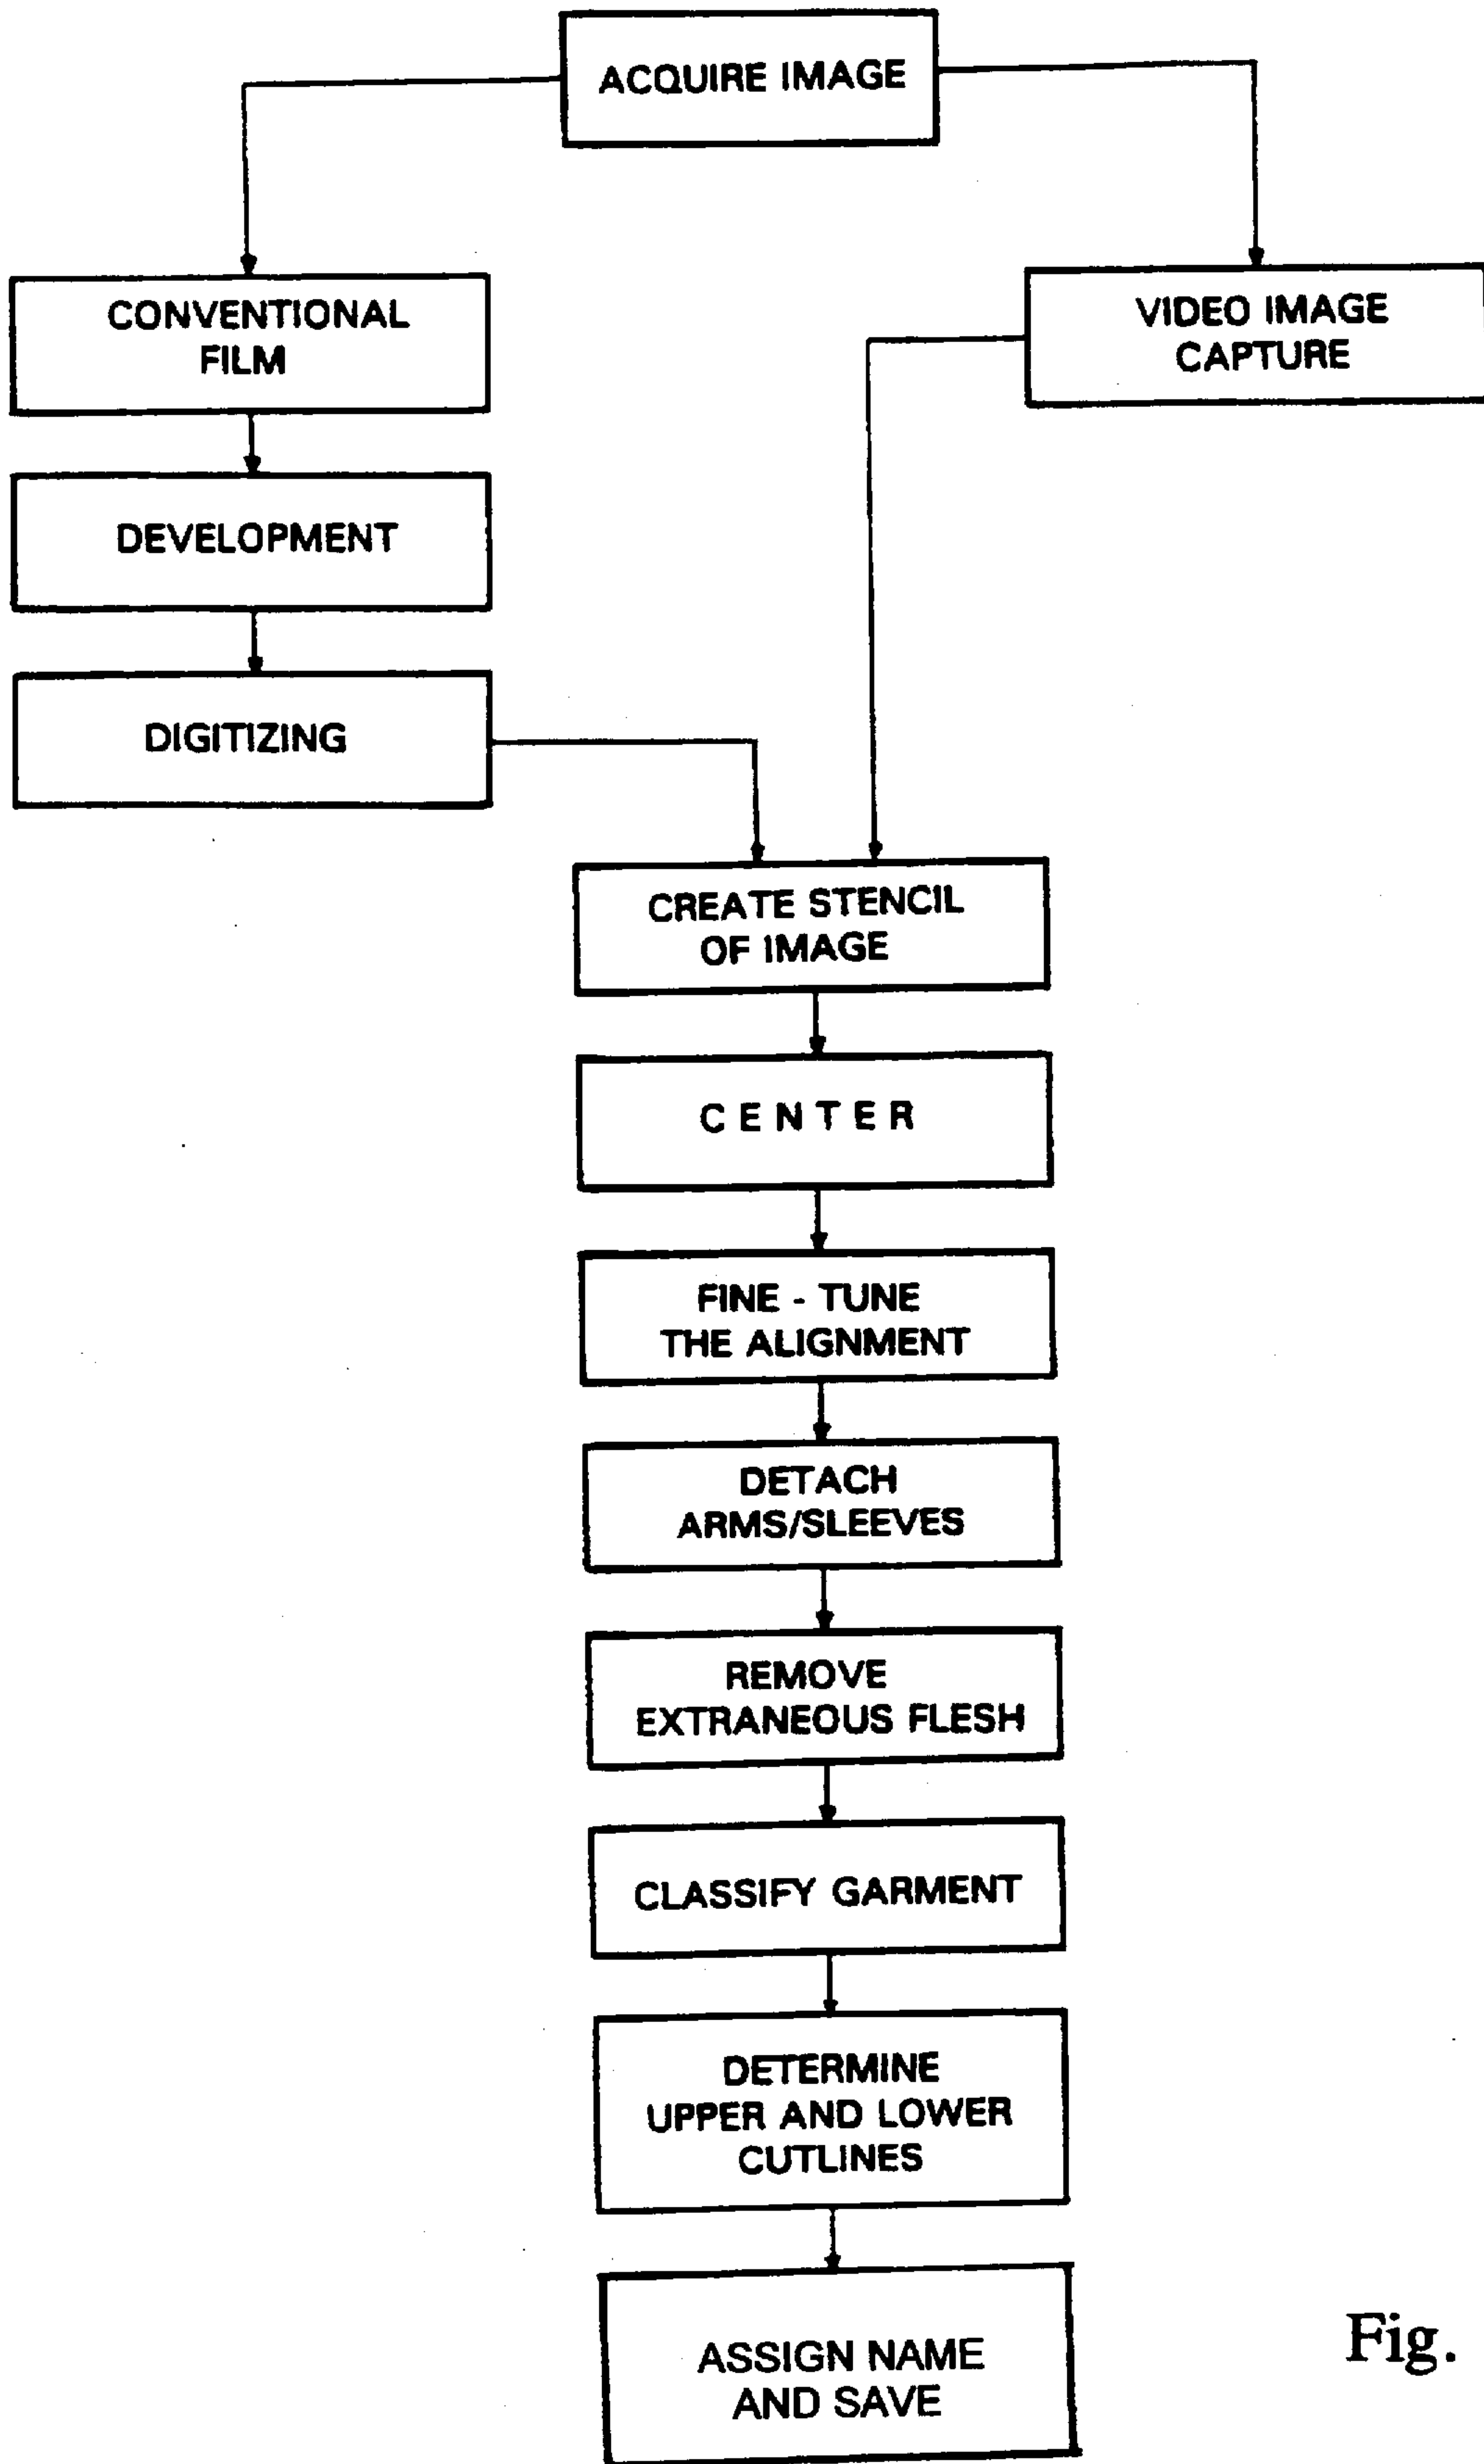 ACQUIRE IMAGE
CONVENTIONAL
FILM
VIDEO IMAGE
CAPTURE
DEVELOPMENT
DIGITIZING
CREATE STENCIL
OF IMAGE
CENTER
FINE - TUNE
THE ALIGNMENT
DETACH
ARMS/SLEEVES
REMOVE
EXTRANEOUS FLESH
CLASSIFY GARMENT
DETERMINE
UPPER AND LOWER
CUTLINES
ASSIGN NAME
AND SAVE
Fig.